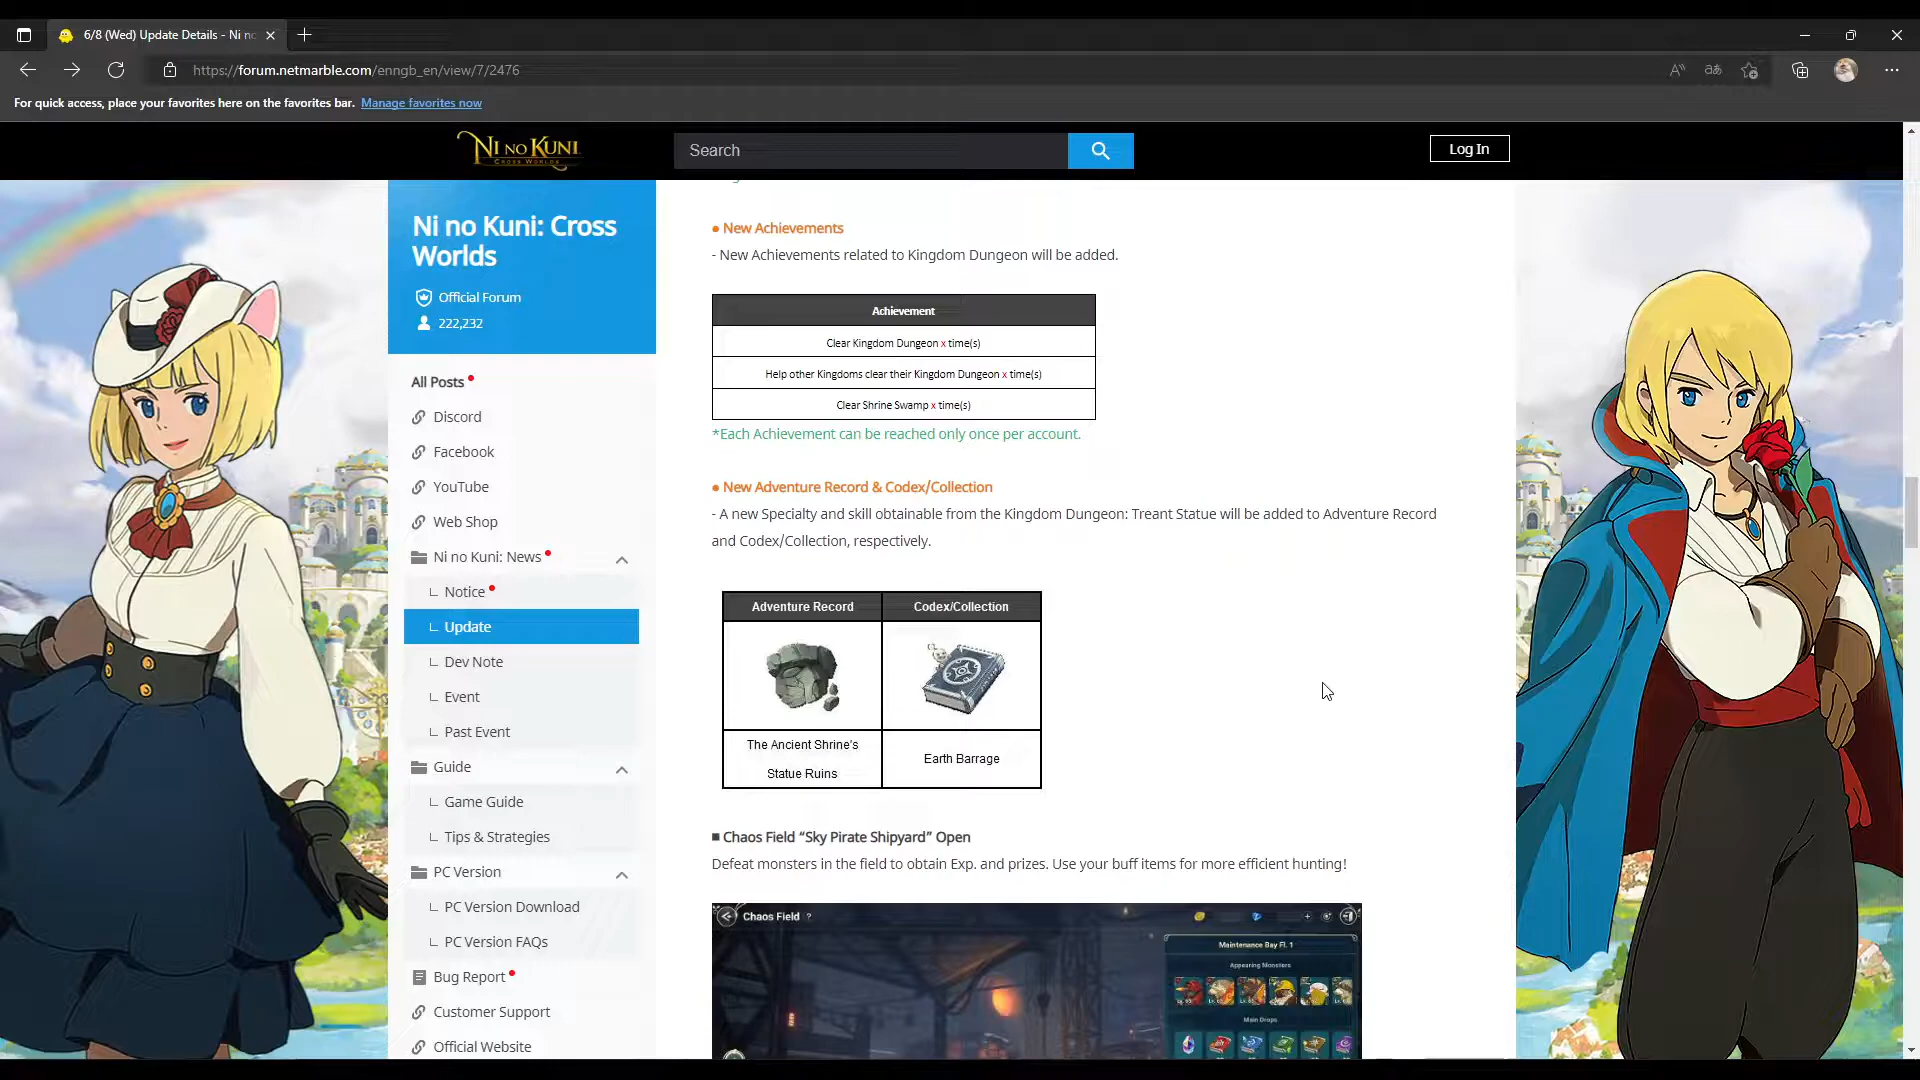 6/8 (Wed) Update Details - Ni no
https://forum.netmarble.com/enngb_en/view/7/2476
For quick access, place your favorites here on the favorites bar. Manage favorites now
NI NO KUNI
CROSS WORLDS
Search
Log In
Ni no Kuni: Cross
Worlds
Official Forum
222,232
All Posts
Discord
Facebook
YouTube
Web Shop
Ni no Kuni: News
Notice
Update
Dev Note
Event
Past Event
Guide
Game Guide
Tips & Strategies
PC Version
PC Version Download
PC Version FAQs
Bug Report
Customer Support
Official Website
● New Achievements
- New Achievements related to Kingdom Dungeon will be added.
Achievement
Clear Kingdom Dungeon x time(s)
Help other Kingdoms clear their Kingdom Dungeon x time(s)
Clear Shrine Swamp x time(s)
*Each Achievement can be reached only once per account.
● New Adventure Record & Codex/Collection
- A new Specialty and skill obtainable from the Kingdom Dungeon: Treant Statue will be added to Adventure Record
and Codex/Collection, respectively.
Adventure Record Codex/Collection
The Ancient Shrine's
Statue Ruins
Earth Barrage
■ Chaos Field “Sky Pirate Shipyard” Open
Defeat monsters in the field to obtain Exp. and prizes. Use your buff items for more efficient hunting!
Chaos Field ?
Maintenance Bay Fl. 1
Appearing Monsters
Main Drops